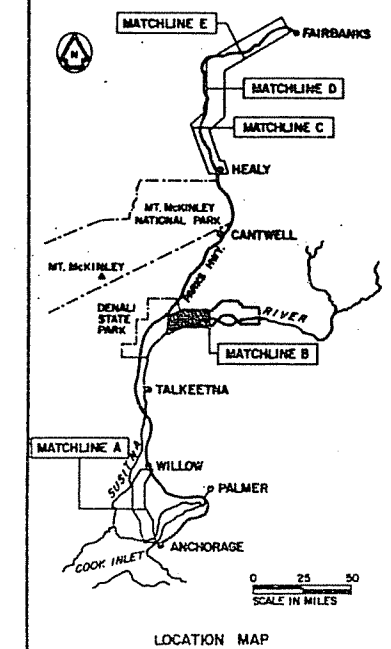 MATCHLINE E
FAIRBANKS
N
MATCHLINE D
MATCHLINE C
HEALY
MT. McKINLEY
NATIONAL PARK
CANTWELL
MT. McKINLEY
PARKS HWY.
DENALI
STATE
PARK
RIVER
MATCHLINE B
TALKEETNA
MATCHLINE A
WILLOW
SUSITNA
PALMER
ANCHORAGE
COOK INLET
0 25 50
SCALE IN MILES
LOCATION MAP